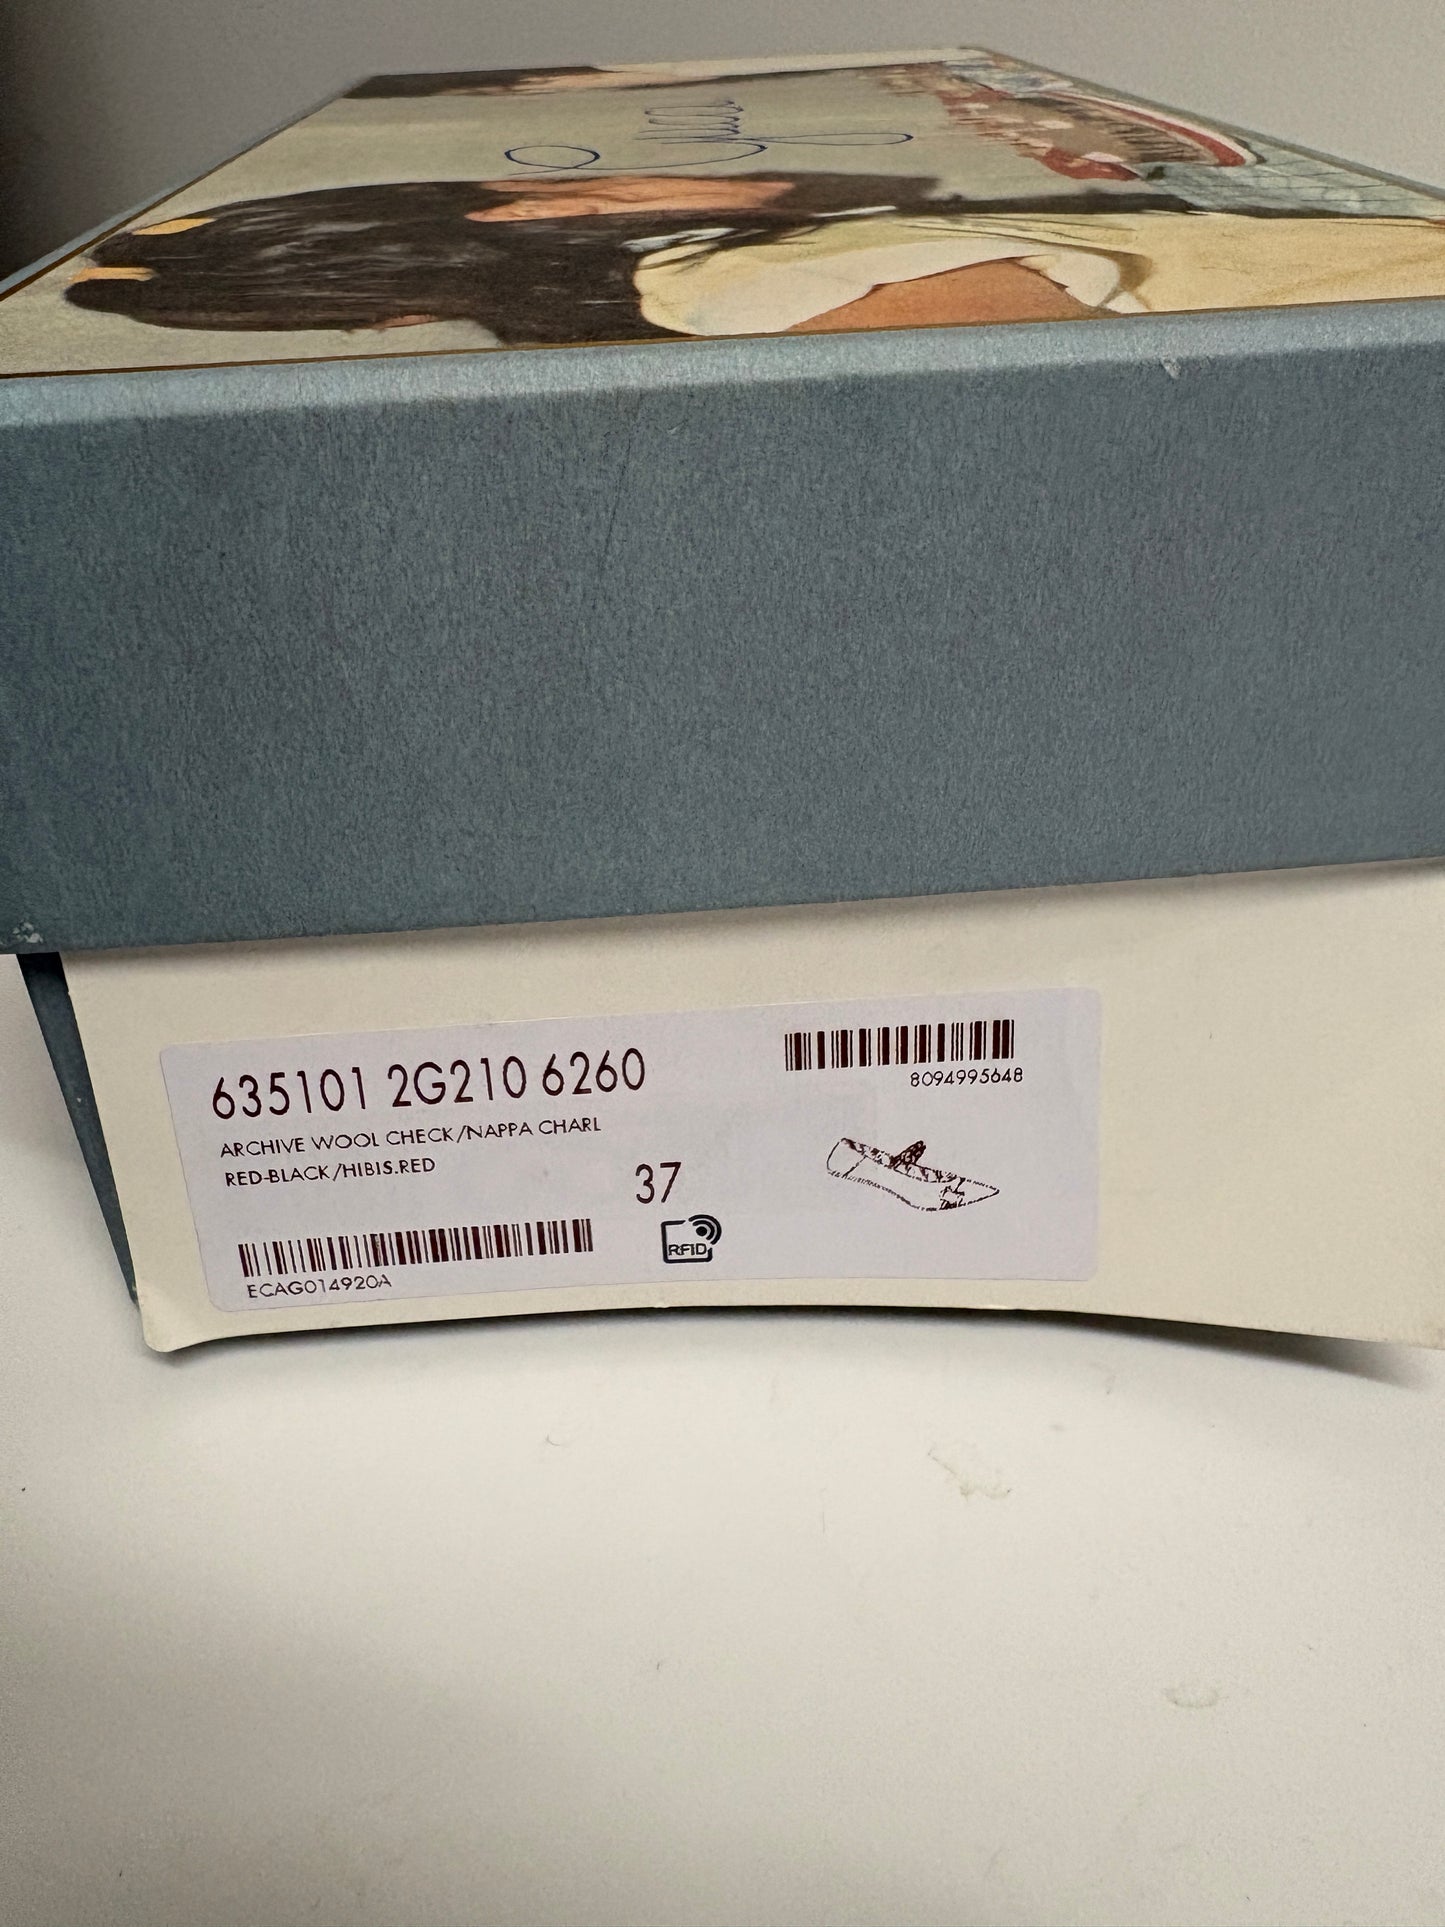 635101 2G210 6260
ARCHIVE WOOL CHECK/NAPPA CHARL
RED-BLACK/HIBIS.RED
37
RFID
ECAG014920A
8094995648